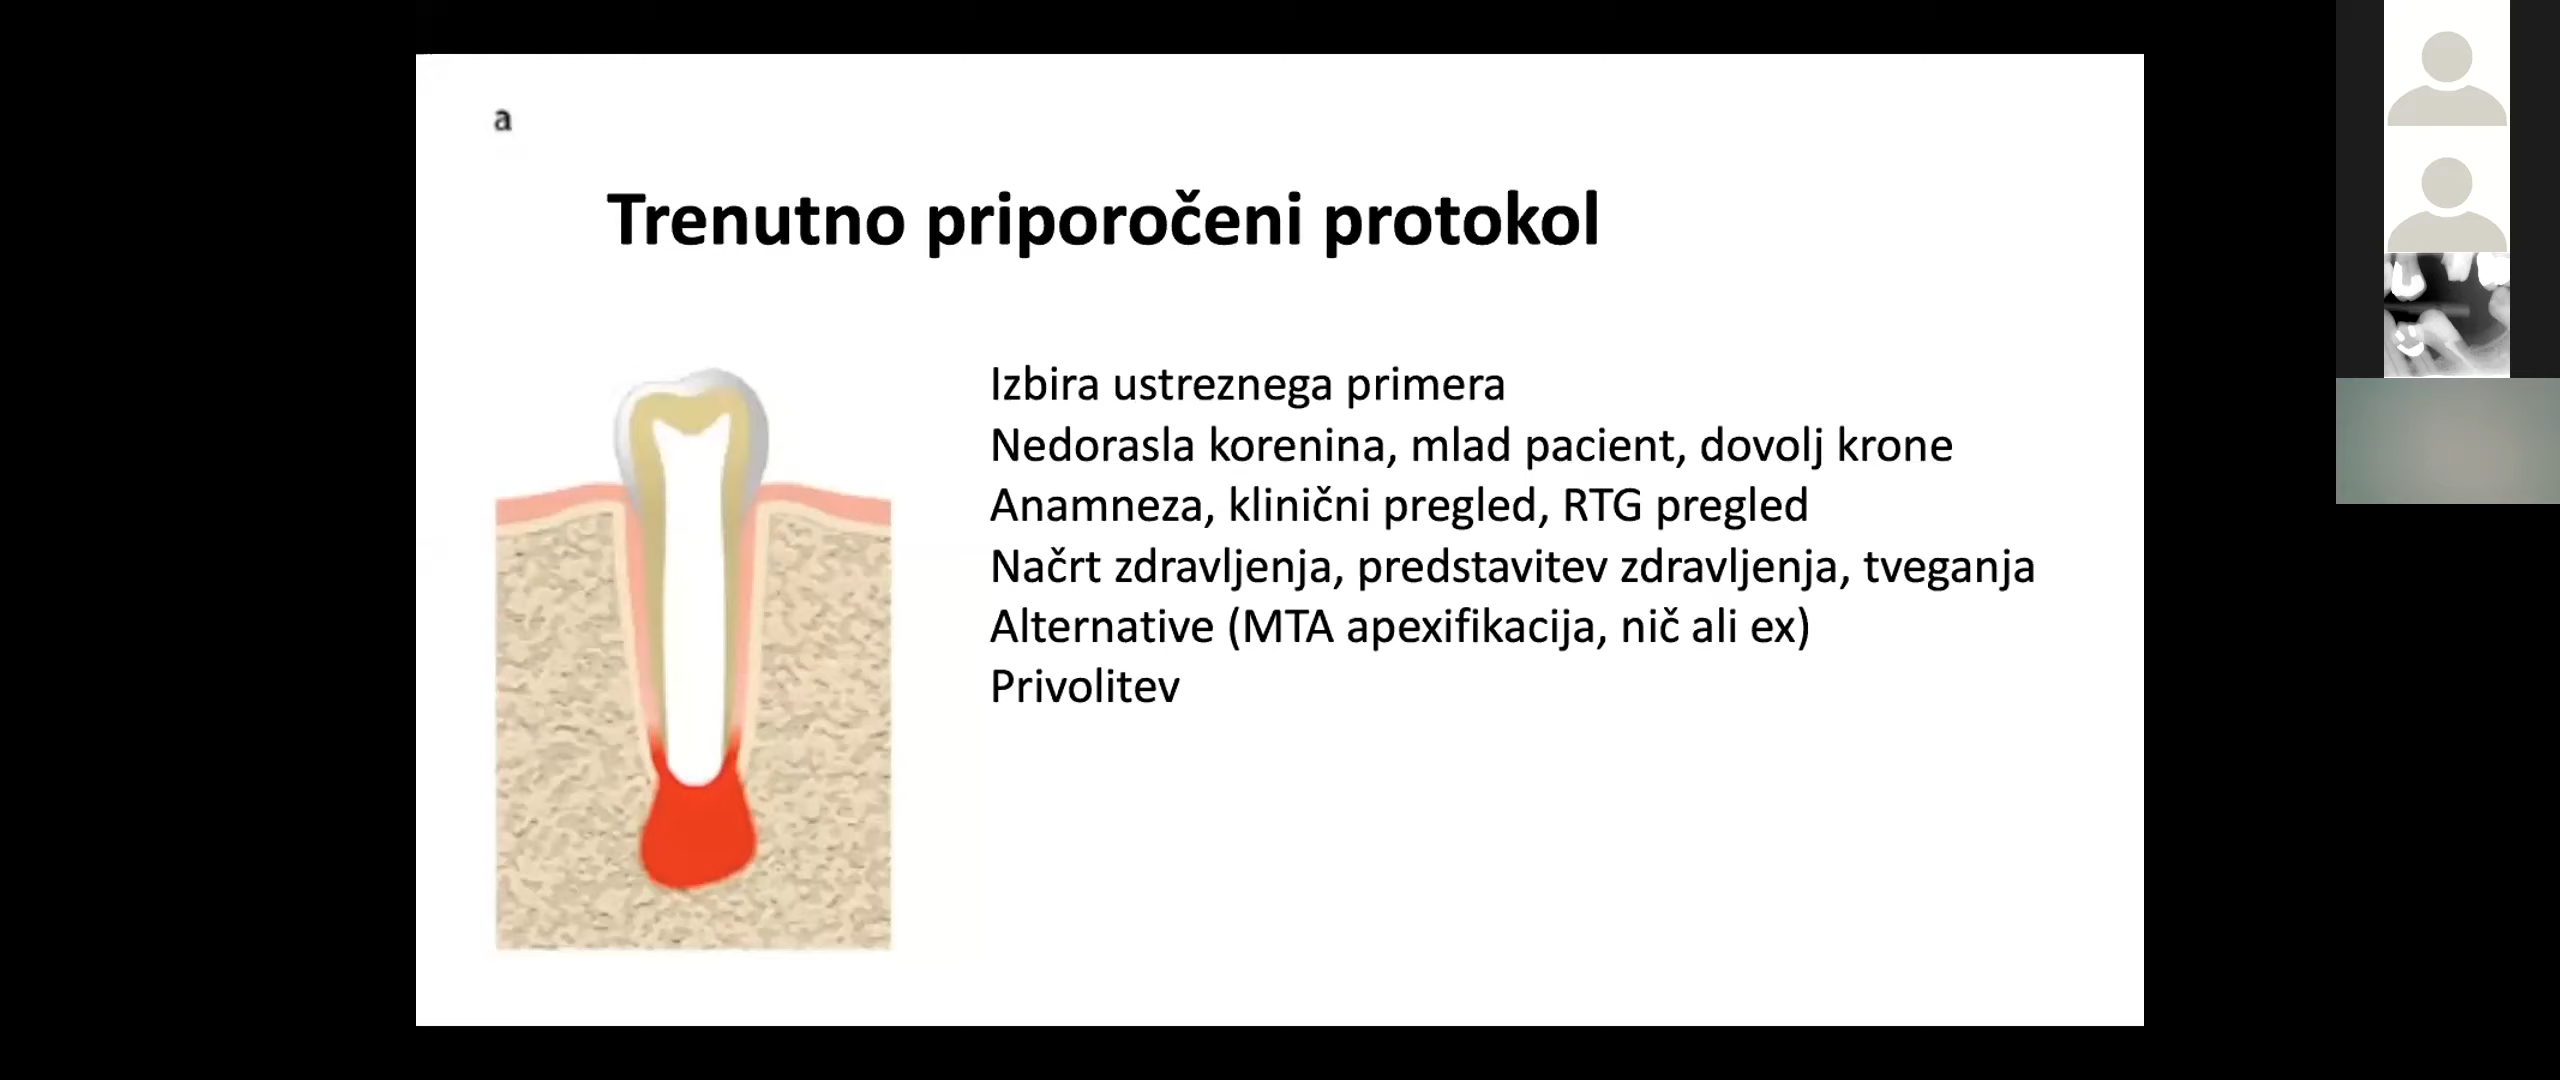 a
Trenutno priporočeni protokol
Izbira ustreznega primera
Nedorasla korenina, mlad pacient, dovolj krone
Anamneza, klinični pregled, RTG pregled
Načrt zdravljenja, predstavitev zdravljenja, tveganja
Alternative (MTA apexifikacija, nič ali ex)
Privolitev